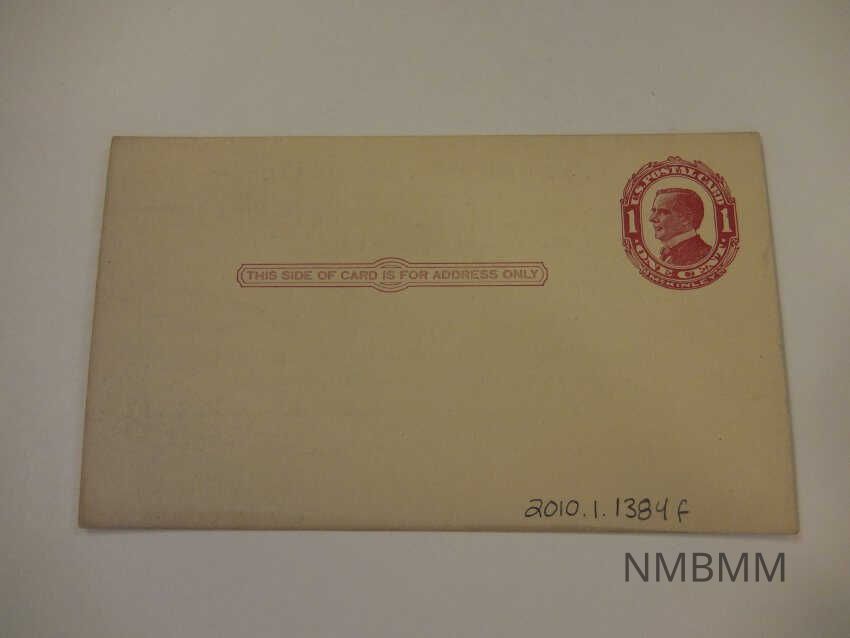 U.S. POSTAL CARD
1 1
ONE CENT
McKINLEY
THIS SIDE OF CARD IS FOR ADDRESS ONLY
2010.1.1384f
NMBMM